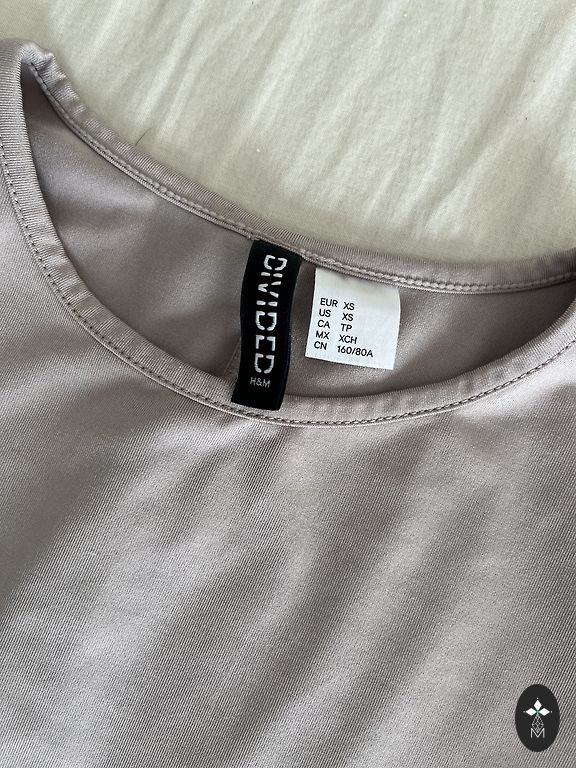 DIVIDED
H&M
EUR XS
US XS
CA TP
MX XCH
CN 160/80A
M